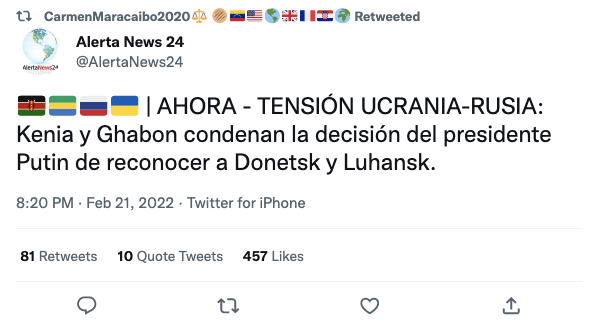 CarmenMaracaibo2020⚖️ 🥘🇻🇪🇺🇸🌎🇬🇧🇫🇷🇭🇷🌍 Retweeted
Alerta News 24
AlertaNews24
@AlertaNews24
🇰🇪🇬🇦🇷🇺🇺🇦 | AHORA - TENSIÓN UCRANIA-RUSIA:
Kenia y Ghabon condenan la decisión del presidente
Putin de reconocer a Donetsk y Luhansk.
8:20 PM · Feb 21, 2022 · Twitter for iPhone
81 Retweets 10 Quote Tweets 457 Likes